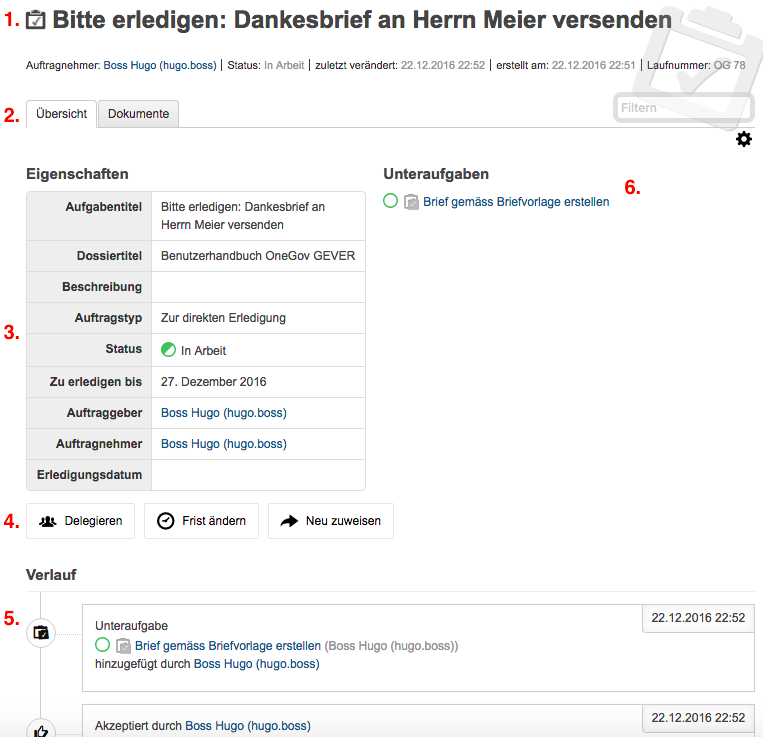 1. Bitte erledigen: Dankesbrief an Herrn Meier versenden
Auftragnehmer: Boss Hugo (hugo.boss) | Status: In Arbeit | zuletzt verändert: 22.12.2016 22:52 | erstellt am: 22.12.2016 22:51 | Laufnummer: OG 78
2. Übersicht Dokumente
Filtern
Eigenschaften
Aufgabentitel Bitte erledigen: Dankesbrief an
Herrn Meier versenden
Dossiertitel Benutzerhandbuch OneGov GEVER
Beschreibung
Auftragstyp Zur direkten Erledigung
3.
Status In Arbeit
Zu erledigen bis 27. Dezember 2016
Auftraggeber Boss Hugo (hugo.boss)
Auftragnehmer Boss Hugo (hugo.boss)
Erledigungsdatum
Unteraufgaben
6.
Brief gemäss Briefvorlage erstellen
4. Delegieren Frist ändern Neu zuweisen
Verlauf
5.
22.12.2016 22:52
Unteraufgabe
Brief gemäss Briefvorlage erstellen (Boss Hugo (hugo.boss))
hinzugefügt durch Boss Hugo (hugo.boss)
22.12.2016 22:52
Akzeptiert durch Boss Hugo (hugo.boss)